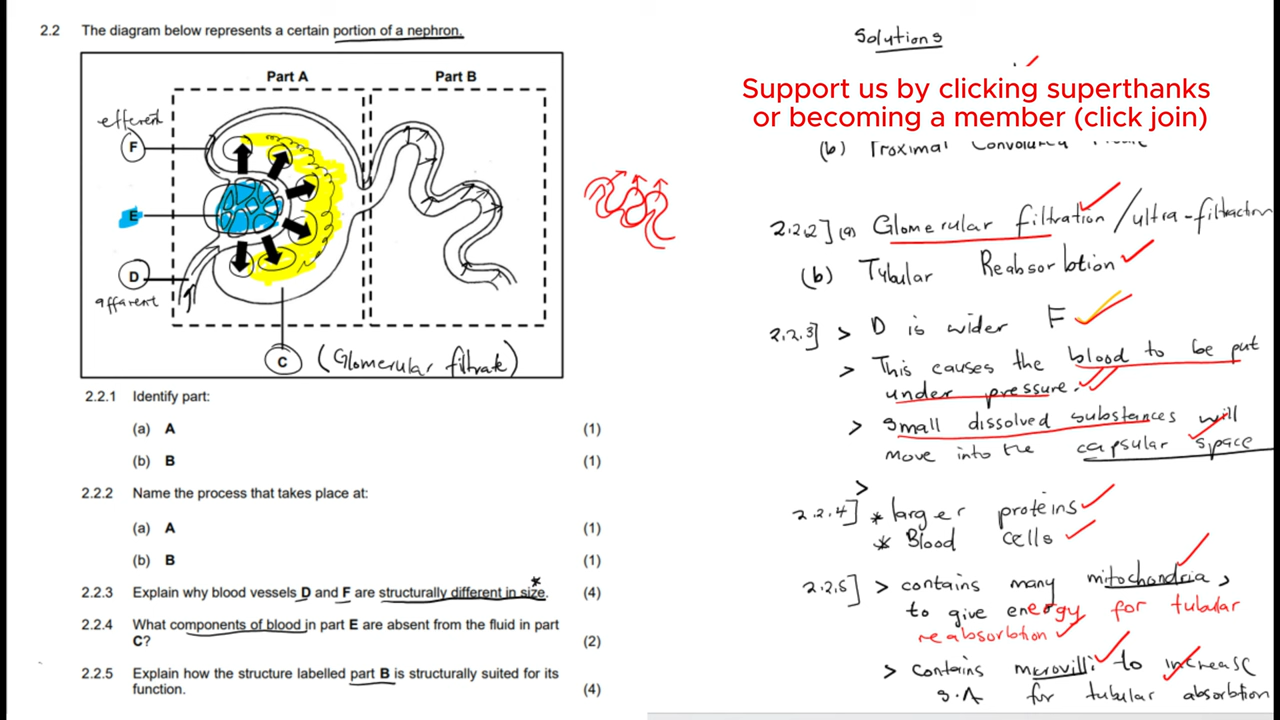 2.2 The diagram below represents a certain portion of a nephron.
Part A
Part B
efferent
F
E
D
afferent
C (Glomerular filtrate)
2.2.1 Identify part:
(a) A (1)
(b) B (1)
2.2.2 Name the process that takes place at:
(a) A (1)
(b) B (1)
2.2.3 Explain why blood vessels D and F are structurally different in size. * (4)
2.2.4 What components of blood in part E are absent from the fluid in part
C? (2)
2.2.5 Explain how the structure labelled part B is structurally suited for its
function. (4)
Solutions
Support us by clicking superthanks
or becoming a member (click join)
(b) Proximal Convoluted
2.2.2] (a) Glomerular filtration / ultra-filtraction
(b) Tubular Reabsorbtion
2.2.3] > D is wider F
> This causes the blood to be put
under pressure.
> Small dissolved substances will
move into the capsular space
>
2.2.4] * larger proteins
* Blood cells
2.2.5] > contains many mitochondria,
to give energy for tubular
reabsorbtion
> contains microvilli to increase
S.A for tubular absorbtion